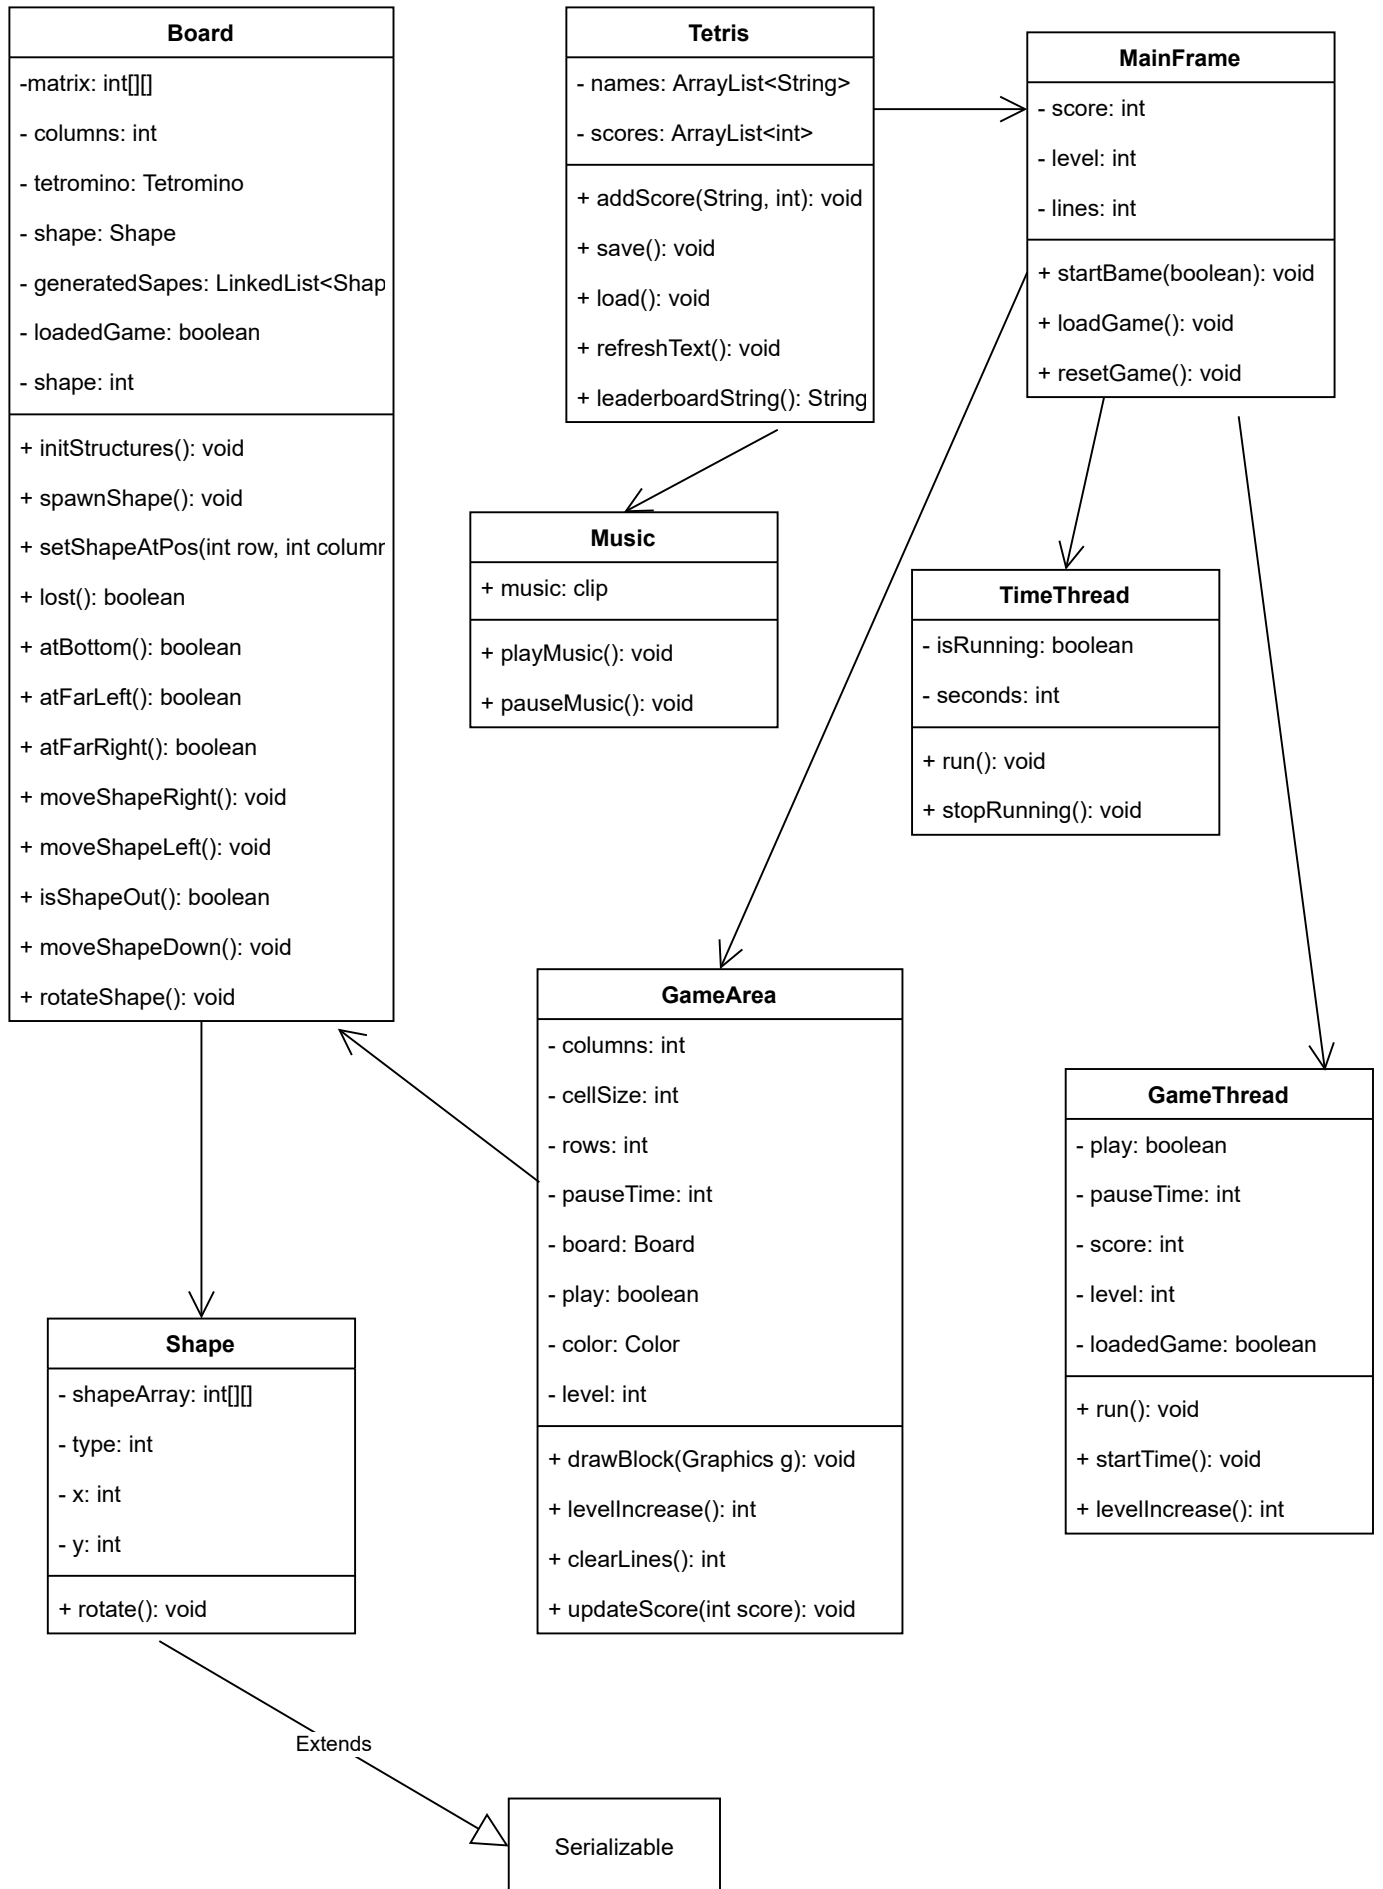 Board
-matrix: int[][]
- columns: int
- tetromino: Tetromino
- shape: Shape
- generatedSapes: LinkedList<Shap
- loadedGame: boolean
- shape: int
+ initStructures(): void
+ spawnShape(): void
+ setShapeAtPos(int row, int column
+ lost(): boolean
+ atBottom(): boolean
+ atFarLeft(): boolean
+ atFarRight(): boolean
+ moveShapeRight(): void
+ moveShapeLeft(): void
+ isShapeOut(): boolean
+ moveShapeDown(): void
+ rotateShape(): void
Tetris
- names: ArrayList<String>
- scores: ArrayList<int>
+ addScore(String, int): void
+ save(): void
+ load(): void
+ refreshText(): void
+ leaderboardString(): String
MainFrame
- score: int
- level: int
- lines: int
+ startBame(boolean): void
+ loadGame(): void
+ resetGame(): void
Music
+ music: clip
+ playMusic(): void
+ pauseMusic(): void
TimeThread
- isRunning: boolean
- seconds: int
+ run(): void
+ stopRunning(): void
GameArea
- columns: int
- cellSize: int
- rows: int
- pauseTime: int
- board: Board
- play: boolean
- color: Color
- level: int
+ drawBlock(Graphics g): void
+ levelIncrease(): int
+ clearLines(): int
+ updateScore(int score): void
GameThread
- play: boolean
- pauseTime: int
- score: int
- level: int
- loadedGame: boolean
+ run(): void
+ startTime(): void
+ levelIncrease(): int
Shape
- shapeArray: int[][]
- type: int
- x: int
- y: int
+ rotate(): void
Extends
Serializable